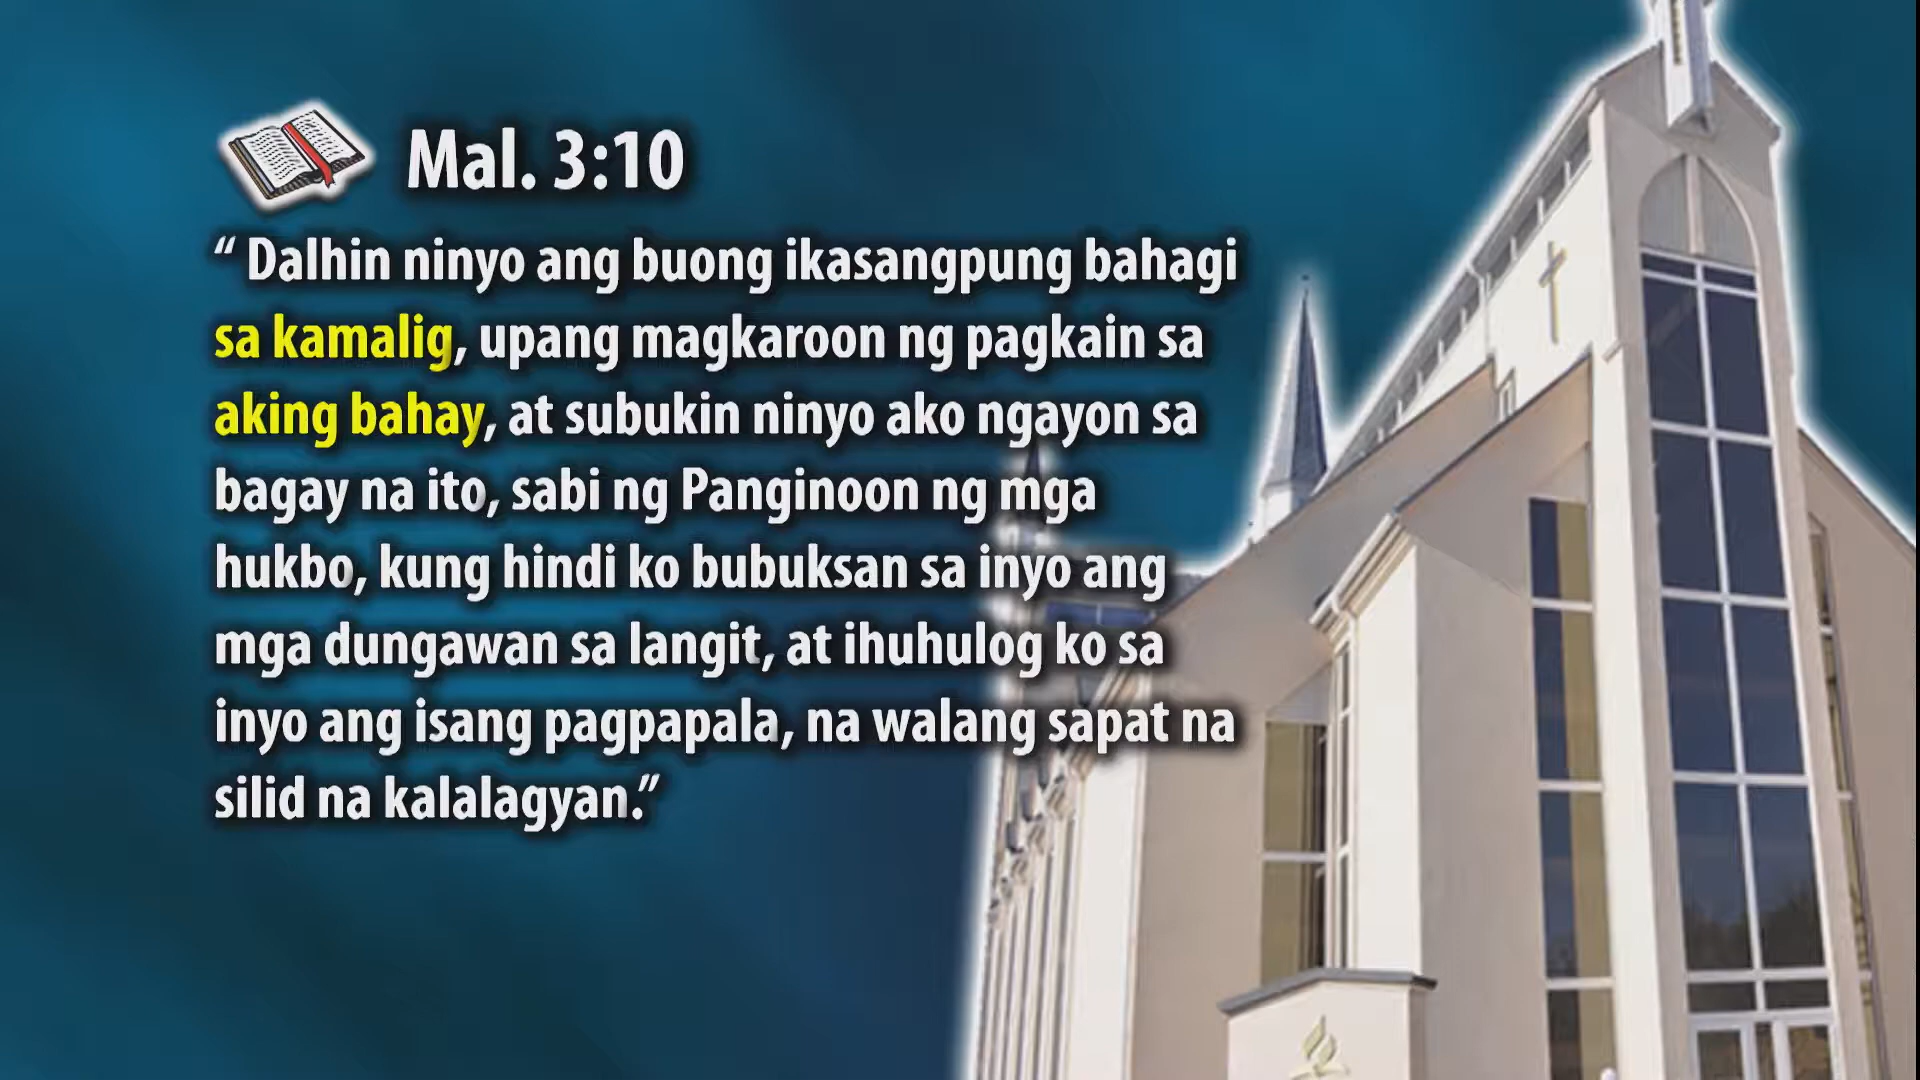 Mal. 3:10
“ Dalhin ninyo ang buong ikasangpung bahagi
sa kamalig, upang magkaroon ng pagkain sa
aking bahay, at subukin ninyo ako ngayon sa
bagay na ito, sabi ng Panginoon ng mga
hukbo, kung hindi ko bubuksan sa inyo ang
mga dungawan sa langit, at ihuhulog ko sa
inyo ang isang pagpapala, na walang sapat na
silid na kalalagyan.”